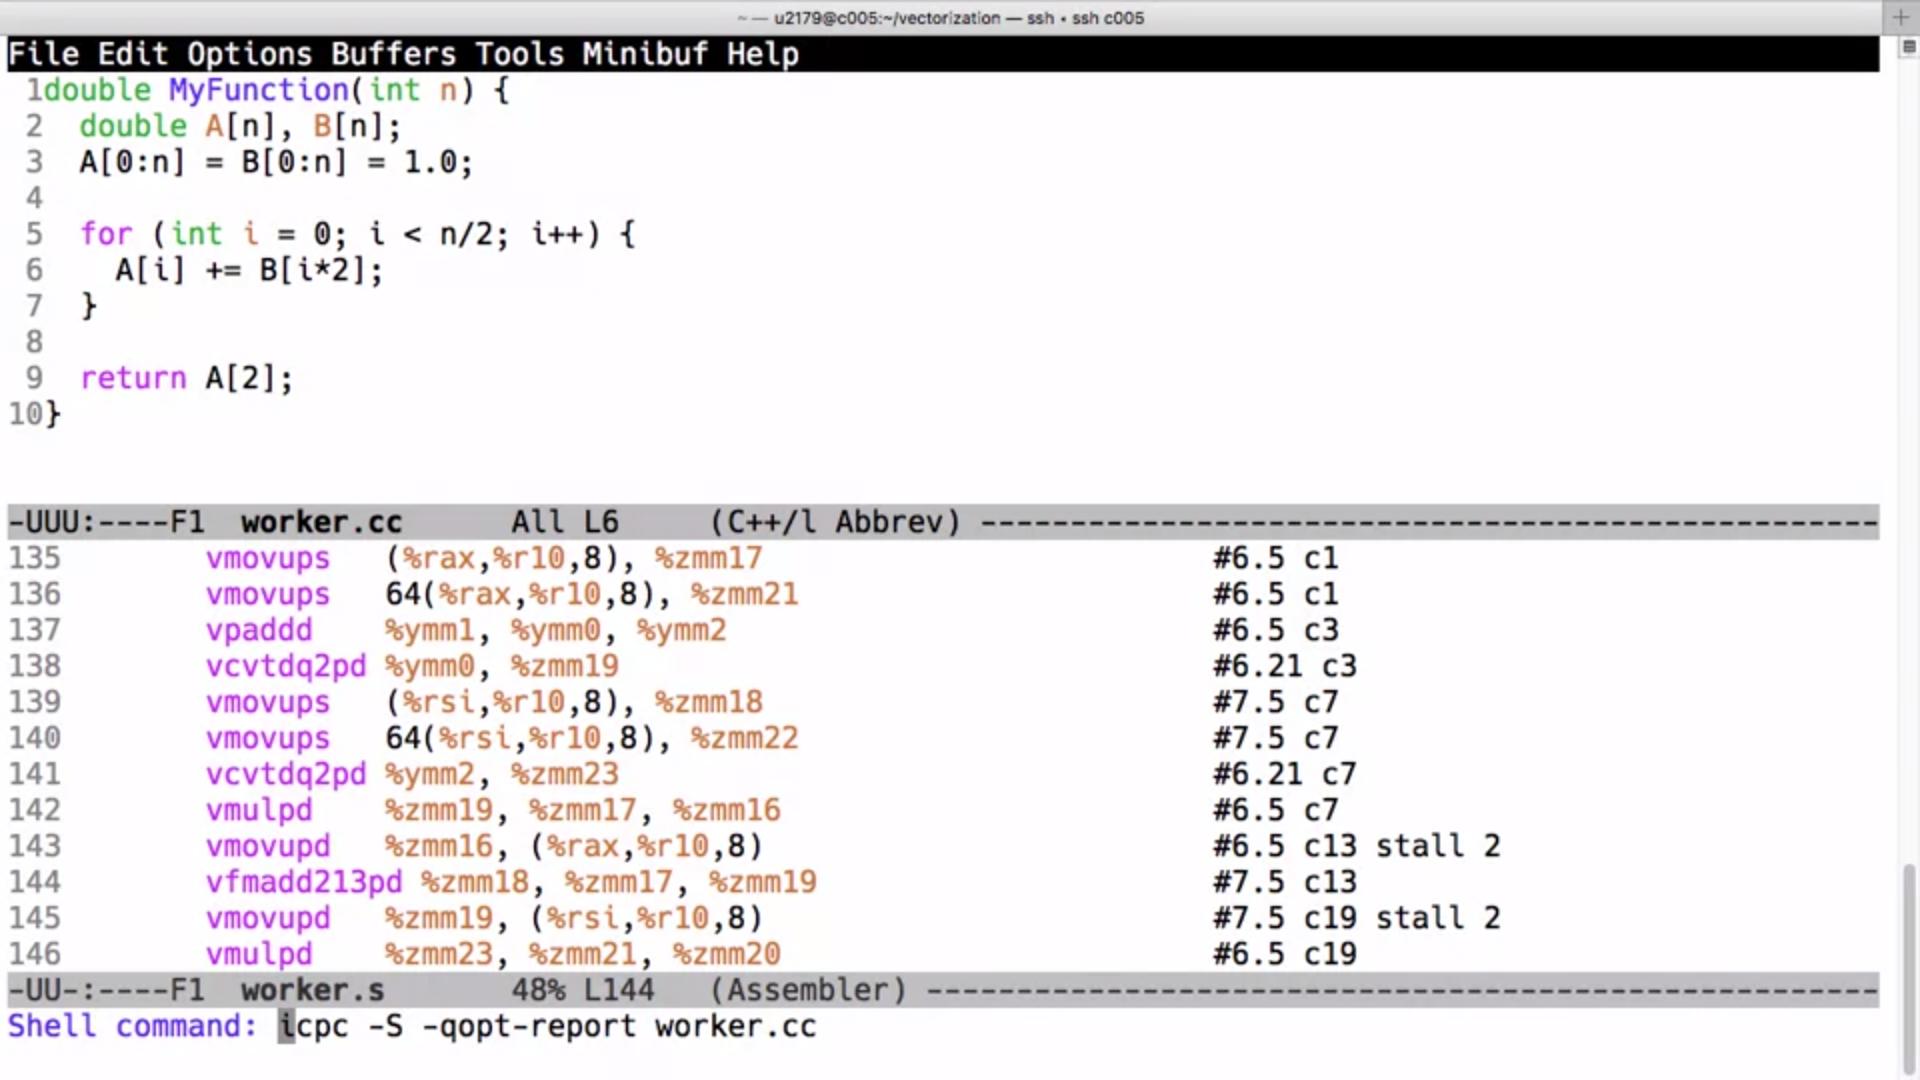 ~ — u2179@c005:~/vectorization — ssh • ssh c005
File Edit Options Buffers Tools Minibuf Help
1double MyFunction(int n) {
2  double A[n], B[n];
3  A[0:n] = B[0:n] = 1.0;
4
5  for (int i = 0; i < n/2; i++) {
6    A[i] += B[i*2];
7  }
8
9  return A[2];
10}
-UUU:----F1  worker.cc      All L6     (C++/l Abbrev) --------------------------------------------------
135        vmovups   (%rax,%r10,8), %zmm17                         #6.5 c1
136        vmovups   64(%rax,%r10,8), %zmm21                       #6.5 c1
137        vpaddd    %ymm1, %ymm0, %ymm2                           #6.5 c3
138        vcvtdq2pd %ymm0, %zmm19                                 #6.21 c3
139        vmovups   (%rsi,%r10,8), %zmm18                         #7.5 c7
140        vmovups   64(%rsi,%r10,8), %zmm22                       #7.5 c7
141        vcvtdq2pd %ymm2, %zmm23                                 #6.21 c7
142        vmulpd    %zmm19, %zmm17, %zmm16                        #6.5 c7
143        vmovupd   %zmm16, (%rax,%r10,8)                         #6.5 c13 stall 2
144        vfmadd213pd %zmm18, %zmm17, %zmm19                      #7.5 c13
145        vmovupd   %zmm19, (%rsi,%r10,8)                         #7.5 c19 stall 2
146        vmulpd    %zmm23, %zmm21, %zmm20                        #6.5 c19
-UU-:----F1  worker.s       48% L144   (Assembler) -----------------------------------------------------
Shell command: icpc -S -qopt-report worker.cc